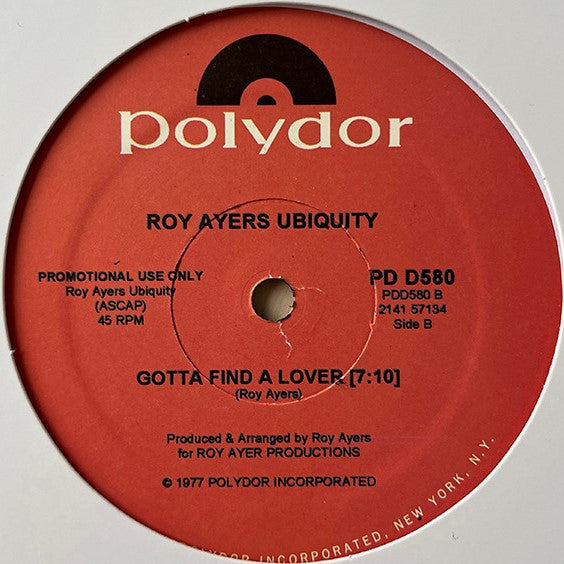 polydor
ROY AYERS UBIQUITY
PROMOTIONAL USE ONLY
Roy Ayers Ubiquity
(ASCAP)
45 RPM
PD D580
PDD580 B
2141 57134
Side B
GOTTA FIND A LOVER [7:10]
(Roy Ayers)
Produced & Arranged by Roy Ayers
for ROY AYER PRODUCTIONS
© 1977 POLYDOR INCORPORATED
INCORPORATED, NEW YORK, N.Y.